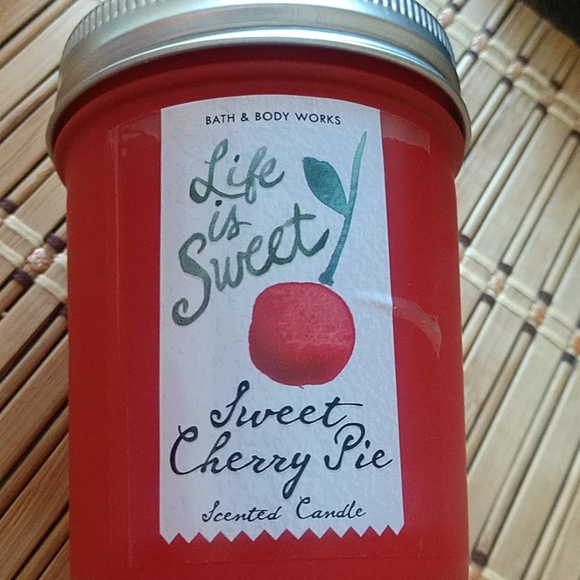 BATH & BODY WORKS
Life
is
Sweet
Sweet
Cherry Pie
Scented Candle